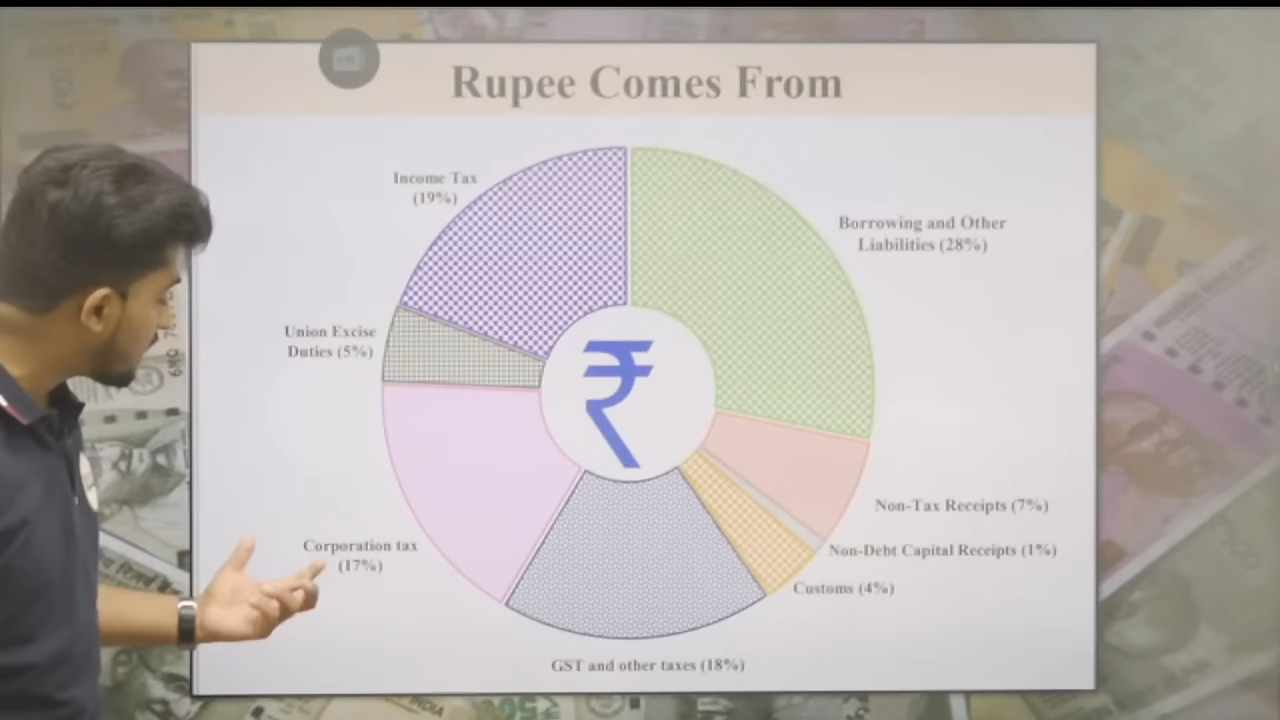 Rupee Comes From
Income Tax
(19%)
Borrowing and Other
Liabilities (28%)
Union Excise
Duties (5%)
Non-Tax Receipts (7%)
Corporation tax
(17%)
Non-Debt Capital Receipts (1%)
Customs (4%)
GST and other taxes (18%)
₹